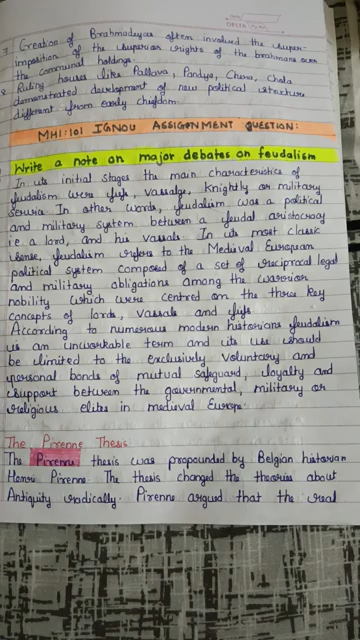 DELTA
7. Creation of Brahmadeyas often involved the super-
imposition of the superior rights of the brahmans over
the communal holdings.
8. Ruling houses like Pallava, Pandya, Chera, Chola
demonstrated development of new political structure
different from early chiefdom.
MHI:101 IGNOU ASSIGNMENT QUESTION:
Write a note on major debates on feudalism
In its initial stages the main characteristics of
feudalism were fief, vassalge, knightly or military
service. In other words, feudalism was a political
and military system between a feudal aristocracy
i.e a lord, and his vassals. In its most classic
sense, feudalism refers to the Medieval European
political system composed of a set of reciprocal legal
and military obligations among the warrior
nobility which were centred on the three key
concepts of lords, vassals and fiefs
According to numerous modern historians feudalism
is an unworkable term and its use should
be limited to the exclusively voluntary and
personal bonds of mutual safeguard, loyalty and
support between the governmental, military or
religious elites in medieval Europe.
The Pirenne Thesis
The Pirenne thesis was propounded by Belgian historian
Henri Pirenne. The thesis changed the theories about
Antiquity radically. Pirenne argued that the real